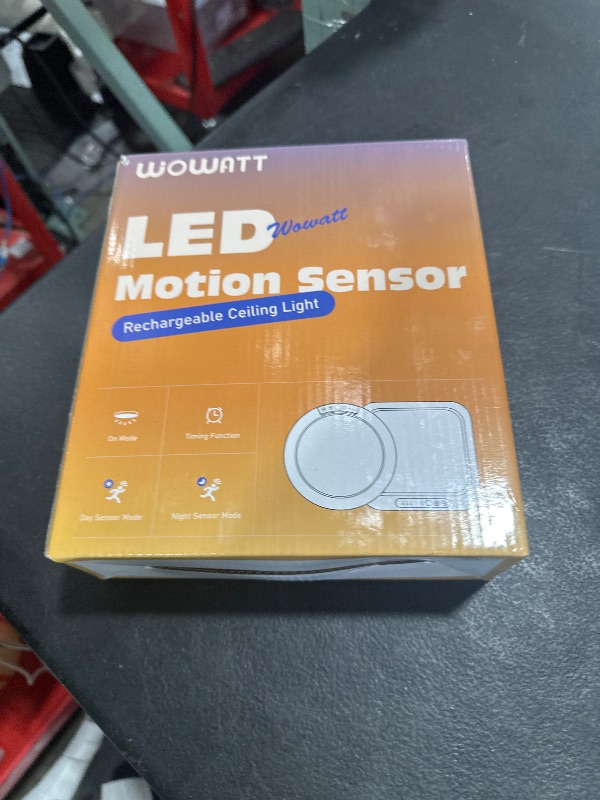 WOWATT
LED Wowatt
Motion Sensor
Rechargeable Ceiling Light
On Mode
Timing Function
Day Sensor Mode
Night Sensor Mode